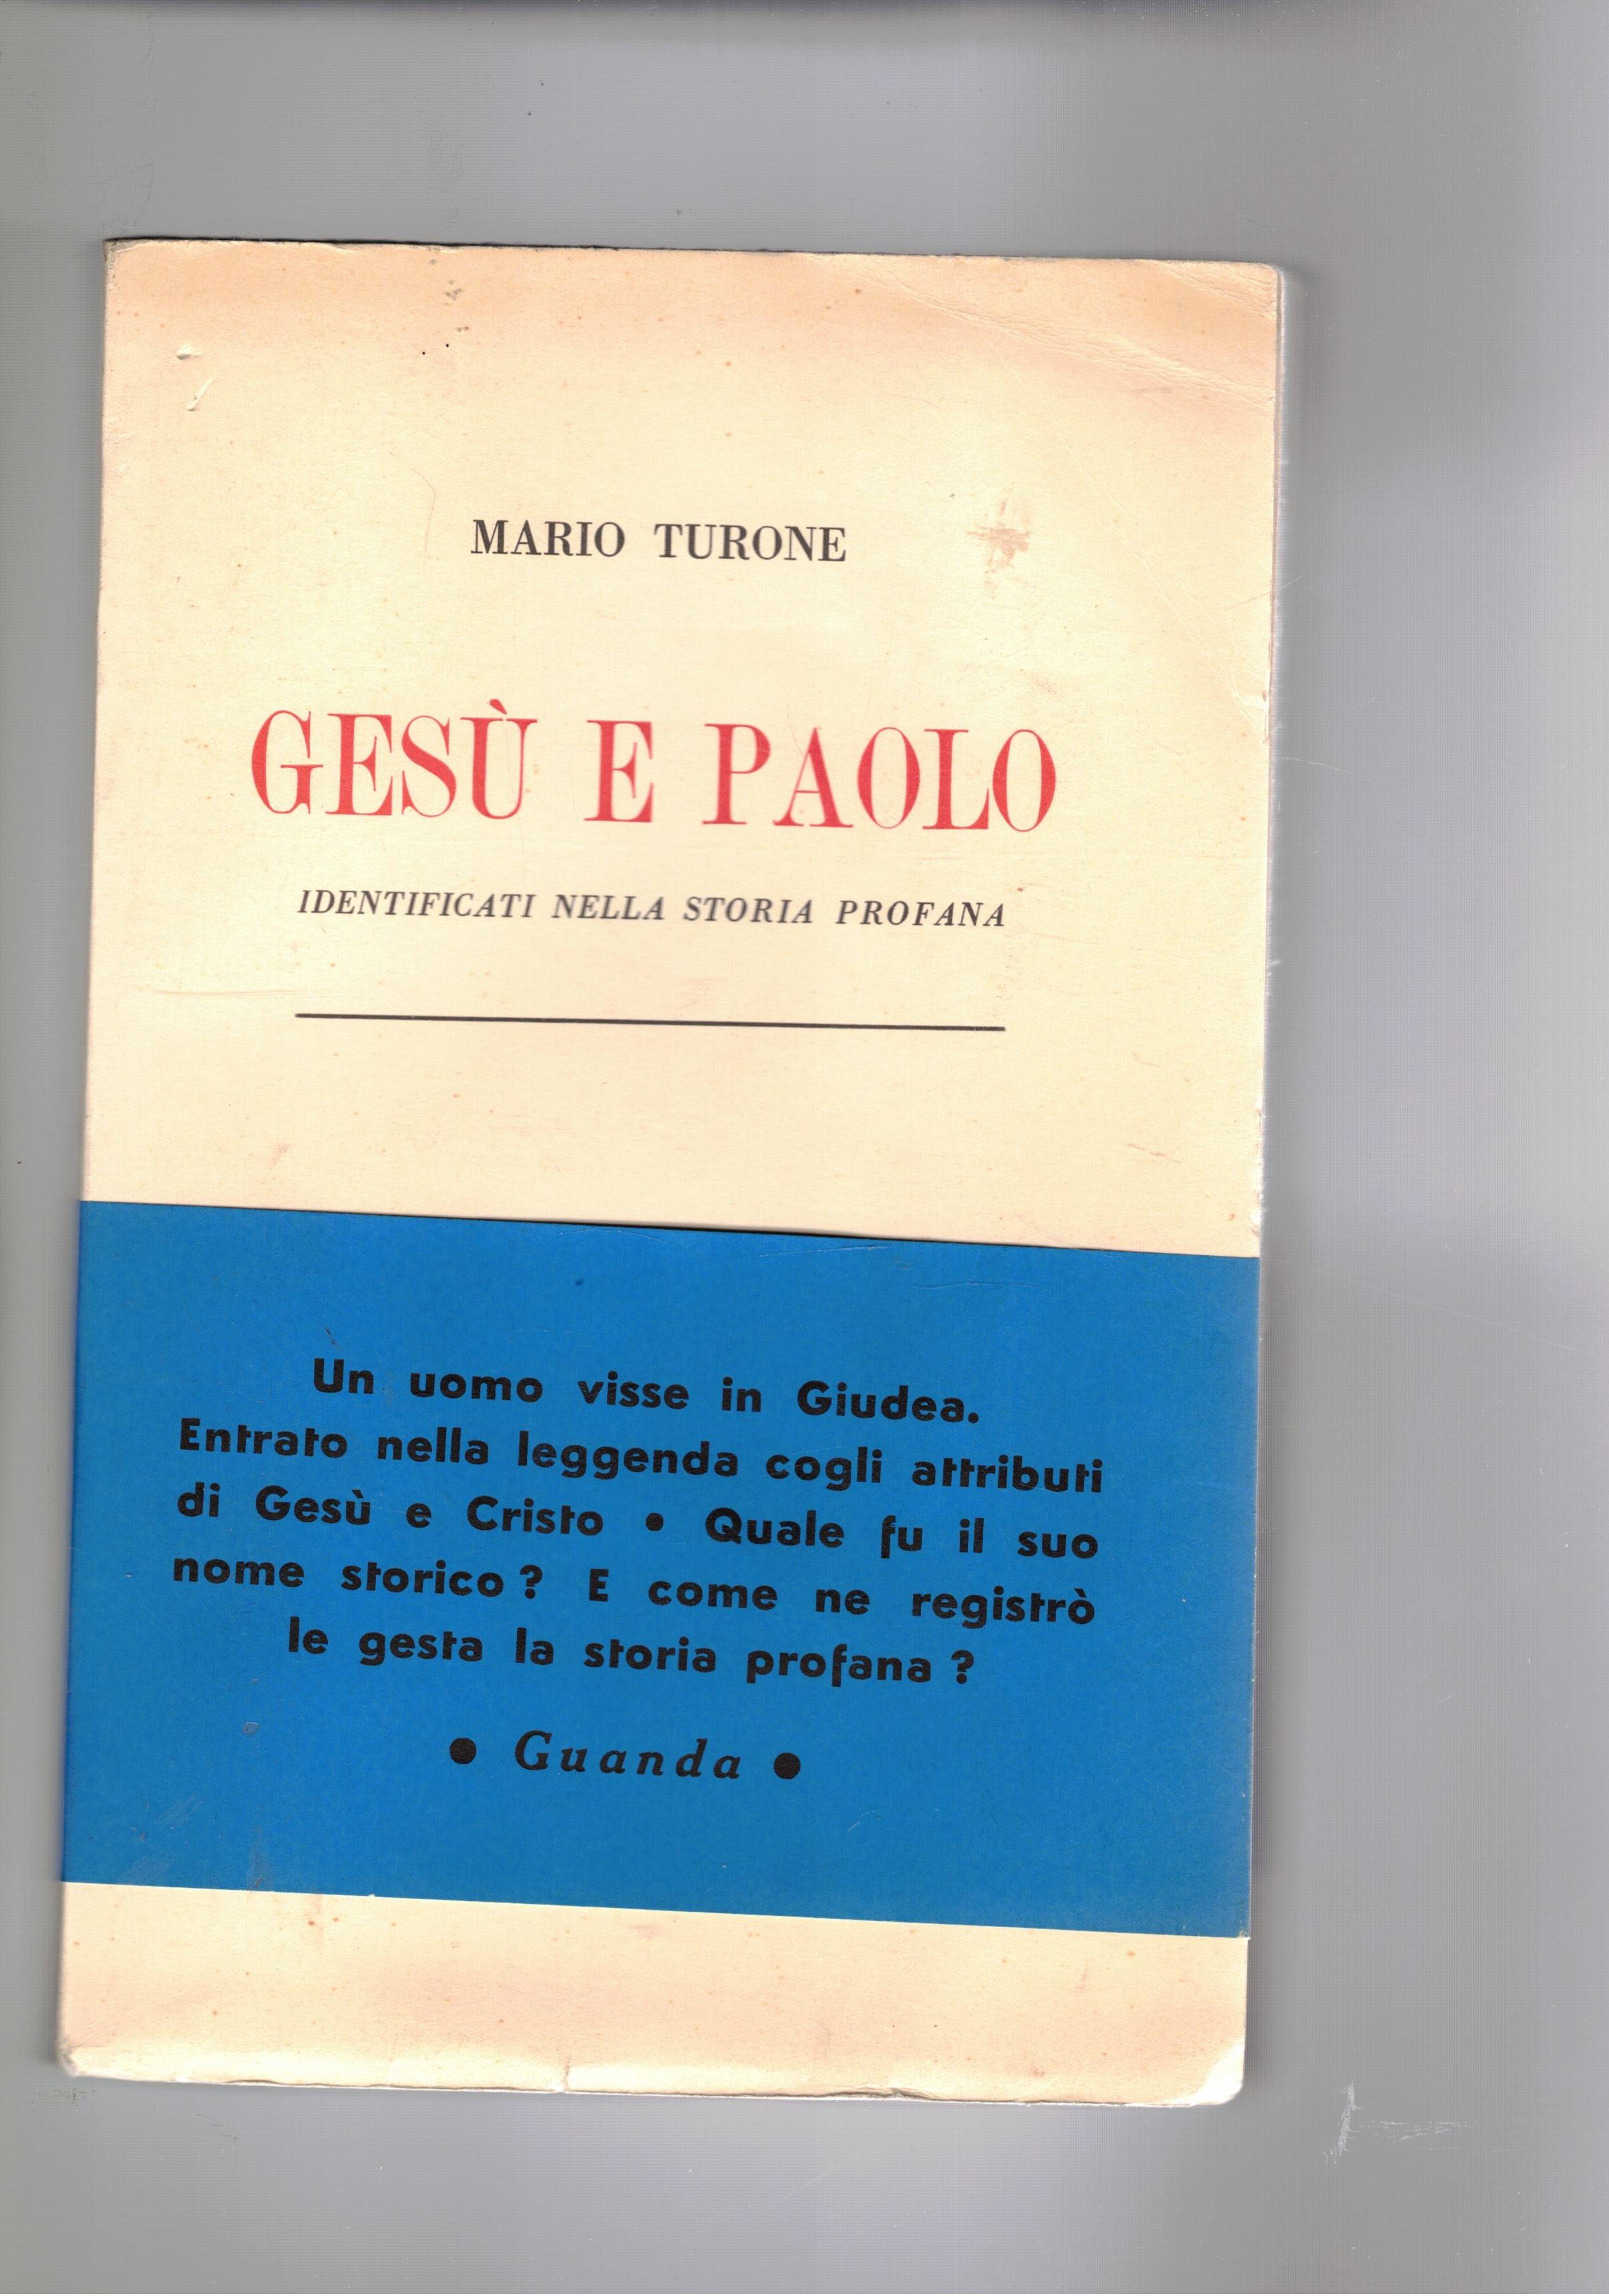 MARIO TURONE
GESÙ E PAOLO
IDENTIFICATI NELLA STORIA PROFANA
Un uomo visse in Giudea.
Entrato nella leggenda cogli attributi
di Gesù e Cristo • Quale fu il suo
nome storico ? E come ne registrò
le gesta la storia profana ?
• Guanda •